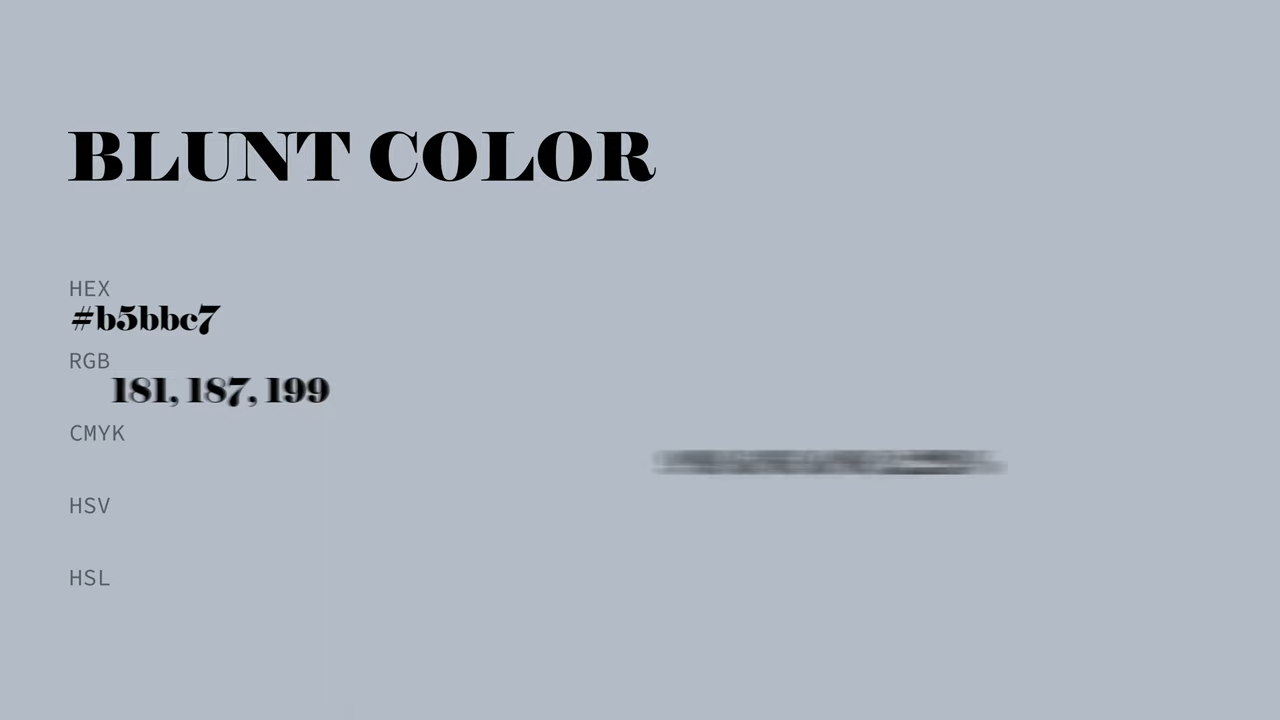 BLUNT COLOR
HEX
#b5bbc7
RGB
181, 187, 199
CMYK
HSV
HSL